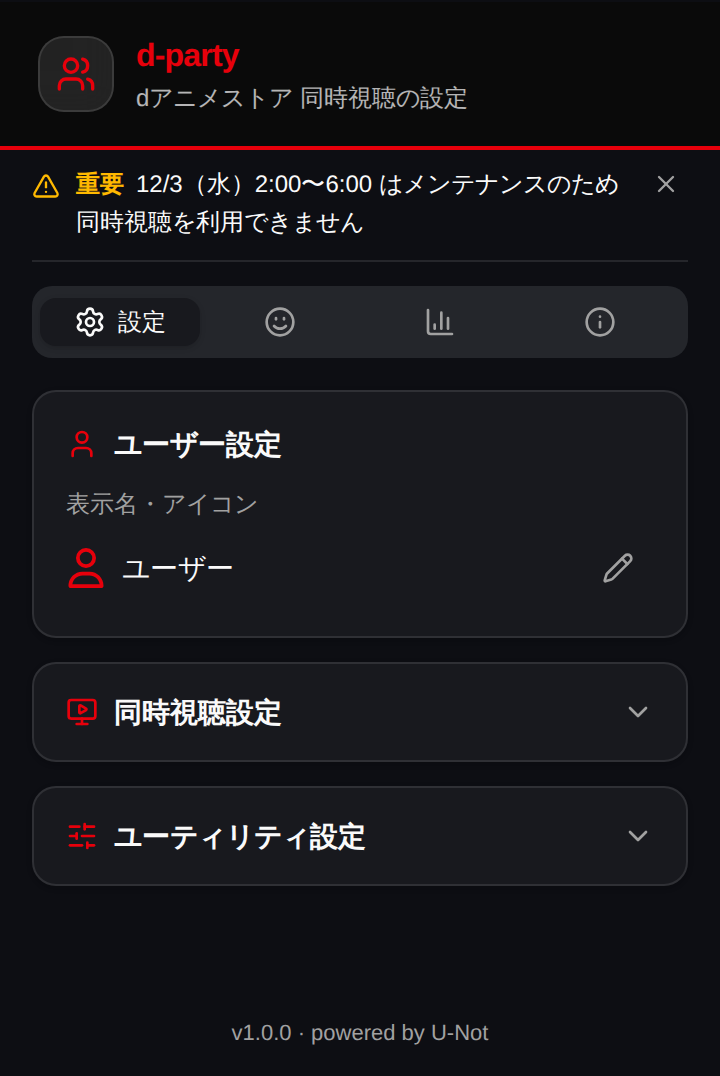 d-party
dアニメストア 同時視聴の設定
重要 12/3（水）2:00〜6:00 はメンテナンスのため
同時視聴を利用できません
設定
ユーザー設定
表示名・アイコン
ユーザー
同時視聴設定
ユーティリティ設定
v1.0.0 · powered by U-Not